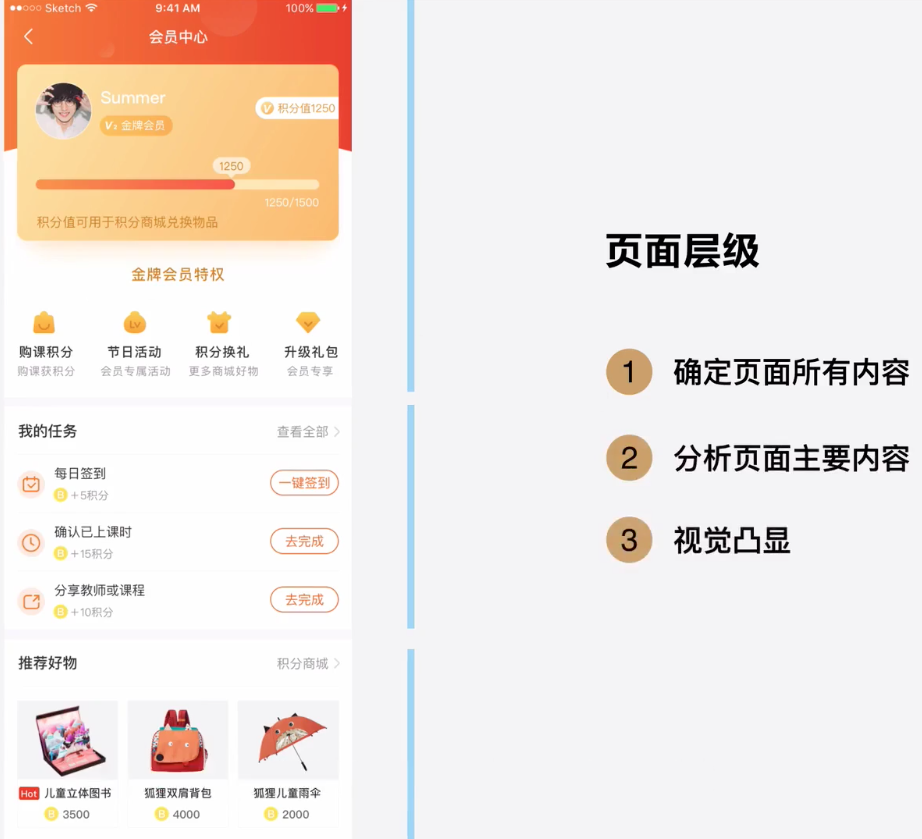 Sketch 9:41 AM 100%
会员中心
Summer
V3 金牌会员
积分值1250
1250
1250/1500
积分值可用于积分商城兑换物品
金牌会员特权
LV
购课积分 节日活动 积分换礼 升级礼包
购课获积分 会员专属活动 更多商城好物 会员专享
我的任务 查看全部
每日签到
B +5积分
一键签到
确认已上课时
B +15积分
去完成
分享教师或课程
B +10积分
去完成
推荐好物 积分商城
Hot 儿童立体图书 狐狸双肩背包 狐狸儿童雨伞
B 3500 B 4000 B 2000
页面层级
1 确定页面所有内容
2 分析页面主要内容
3 视觉凸显